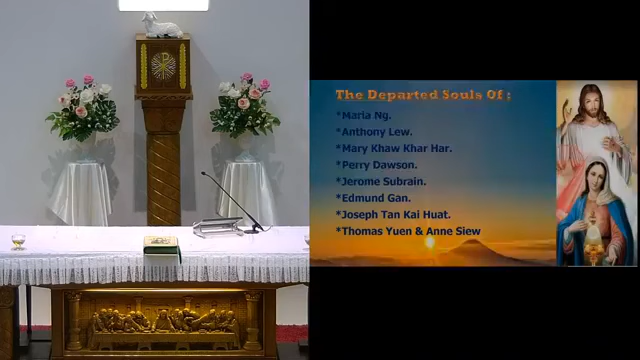 The Departed Souls Of :
*Maria Ng.
*Anthony Lew.
*Mary Khaw Khar Har.
*Perry Dawson.
*Jerome Subrain.
*Edmund Gan.
*Joseph Tan Kai Huat.
*Thomas Yuen & Anne Siew